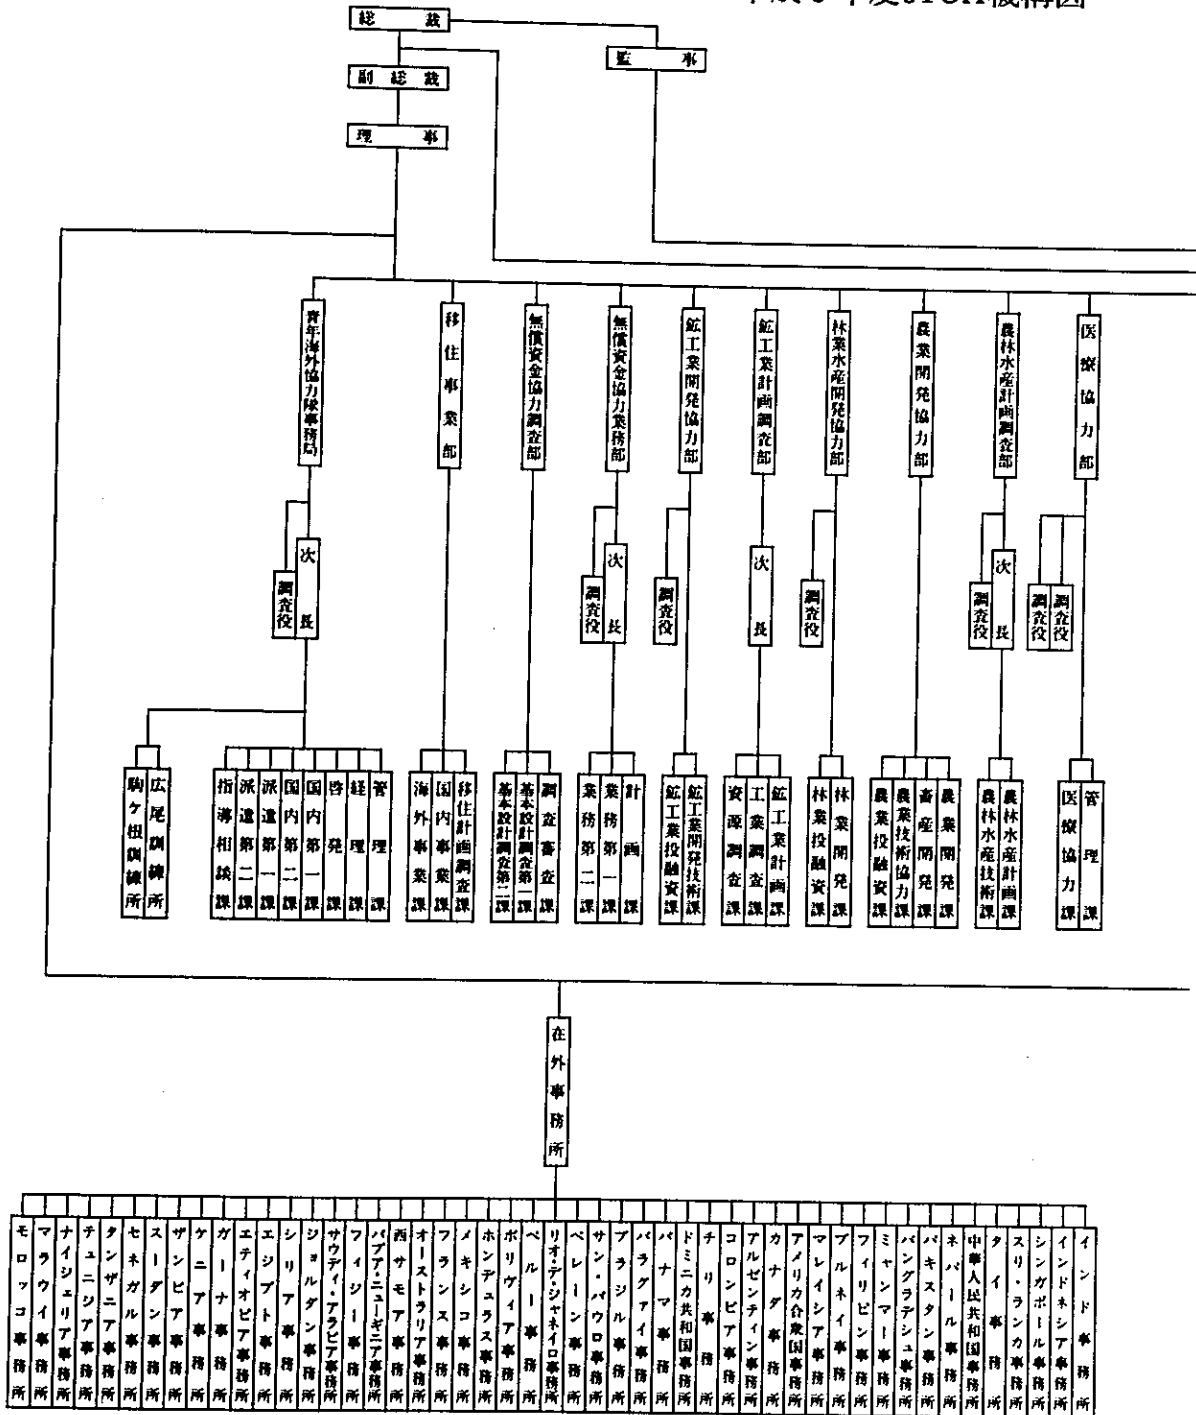 総裁
監事
副総裁
理事
青年海外協力隊事務局
移住事業部
無償資金協力調査部
無償資金協力業務部
鉱工業開発協力部
鉱工業計画調査部
林業水産開発協力部
農業開発協力部
農林水産計画調査部
医療協力部
調査役
次長
調査役
次長
調査役
次長
調査役
調査役
次長
調査役
調査役
駒ケ根訓練所
広尾訓練所
指導相談課
派遣第二課
派遣第一課
国内第二課
国内第一課
啓発課
経理課
管理課
海外事業課
国内事業課
移住計画調査課
基本設計調査第二課
基本設計調査第一課
調査審査課
業務第二課
業務第一課
計画課
鉱工業投融資課
鉱工業開発技術課
資源調査課
工業調査課
鉱工業計画課
林業投融資課
林業開発課
農業投融資課
農業技術協力課
畜産開発課
農業開発課
農林水産技術課
農林水産計画課
医療協力課
管理課
在外事務所
モロッコ事務所
マラウイ事務所
ナイジェリア事務所
チュニジア事務所
タンザニア事務所
セネガル事務所
スーダン事務所
ザンビア事務所
ケニア事務所
ガーナ事務所
エティオピア事務所
エジプト事務所
シリア事務所
ジョルダン事務所
サウディ・アラビア事務所
フィジー事務所
パプア・ニューギニア事務所
西サモア事務所
オーストラリア事務所
フランス事務所
メキシコ事務所
ホンデュラス事務所
ボリヴィア事務所
ペルー事務所
リオ・デ・ジャネイロ事務所
ベレーン事務所
サン・パウロ事務所
ブラジル事務所
パラグァイ事務所
パナマ事務所
ドミニカ共和国事務所
チリ事務所
コロンビア事務所
アルゼンティン事務所
カナダ事務所
アメリカ合衆国事務所
マレイシア事務所
ブルネイ事務所
フィリピン事務所
ミャンマー事務所
バングラデシュ事務所
パキスタン事務所
ネパール事務所
中華人民共和国事務所
タイ事務所
スリ・ランカ事務所
シンガポール事務所
インドネシア事務所
インド事務所